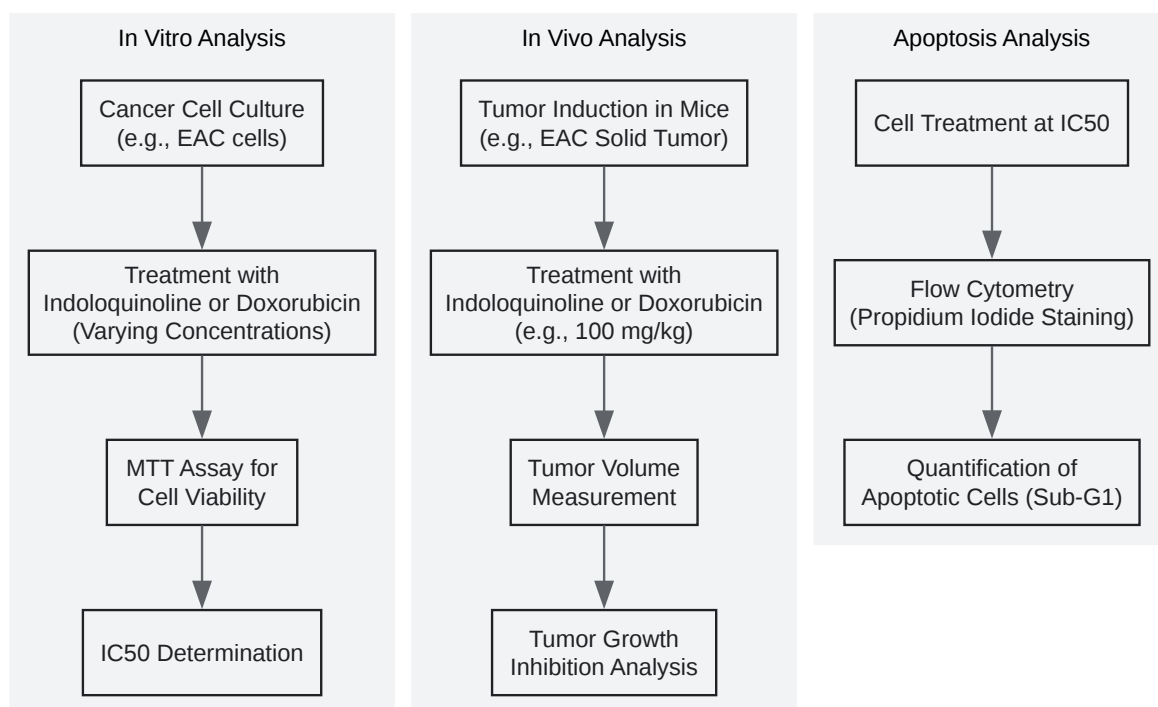 In Vitro Analysis
Cancer Cell Culture
(e.g., EAC cells)
Treatment with
Indoloquinoline or Doxorubicin
(Varying Concentrations)
MTT Assay for
Cell Viability
IC50 Determination
In Vivo Analysis
Tumor Induction in Mice
(e.g., EAC Solid Tumor)
Treatment with
Indoloquinoline or Doxorubicin
(e.g., 100 mg/kg)
Tumor Volume
Measurement
Tumor Growth
Inhibition Analysis
Apoptosis Analysis
Cell Treatment at IC50
Flow Cytometry
(Propidium Iodide Staining)
Quantification of
Apoptotic Cells (Sub-G1)